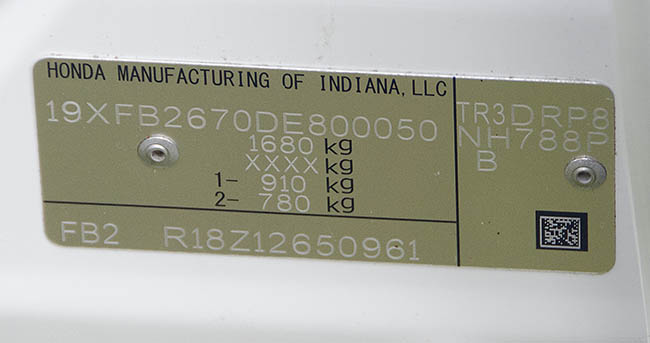 HONDA MANUFACTURING OF INDIANA, LLC
19XFB2670DE800050
1680 kg
XXXX kg
1- 910 kg
2- 780 kg
FB2 R18Z12650961
TR3DRP8
NH788P
B